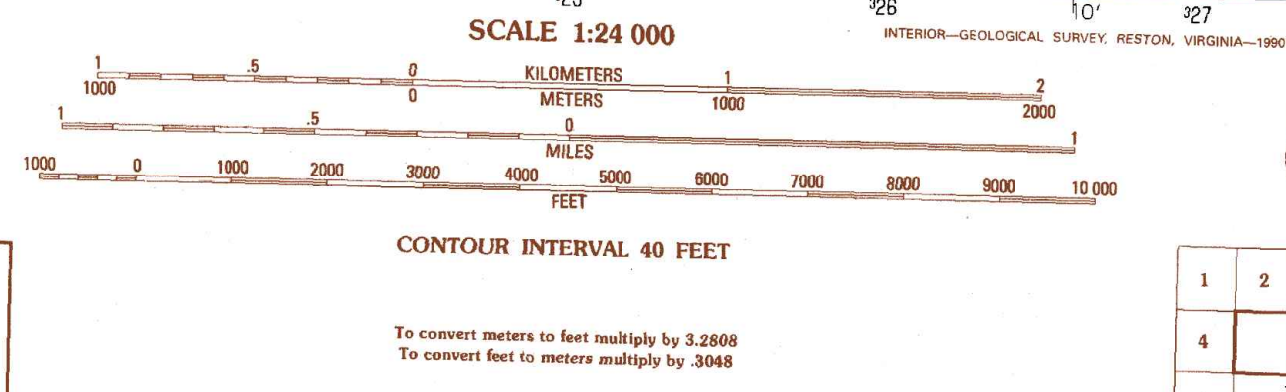 326 10' 327
SCALE 1:24 000
INTERIOR—GEOLOGICAL SURVEY, RESTON, VIRGINIA—1990
1 .5 0 KILOMETERS 1 2
1000 0 METERS 1000 2000
1 .5 0 1
MILES
1000 0 1000 2000 3000 4000 5000 6000 7000 8000 9000 10 000
FEET
CONTOUR INTERVAL 40 FEET
1 2
4
To convert meters to feet multiply by 3.2808
To convert feet to meters multiply by .3048